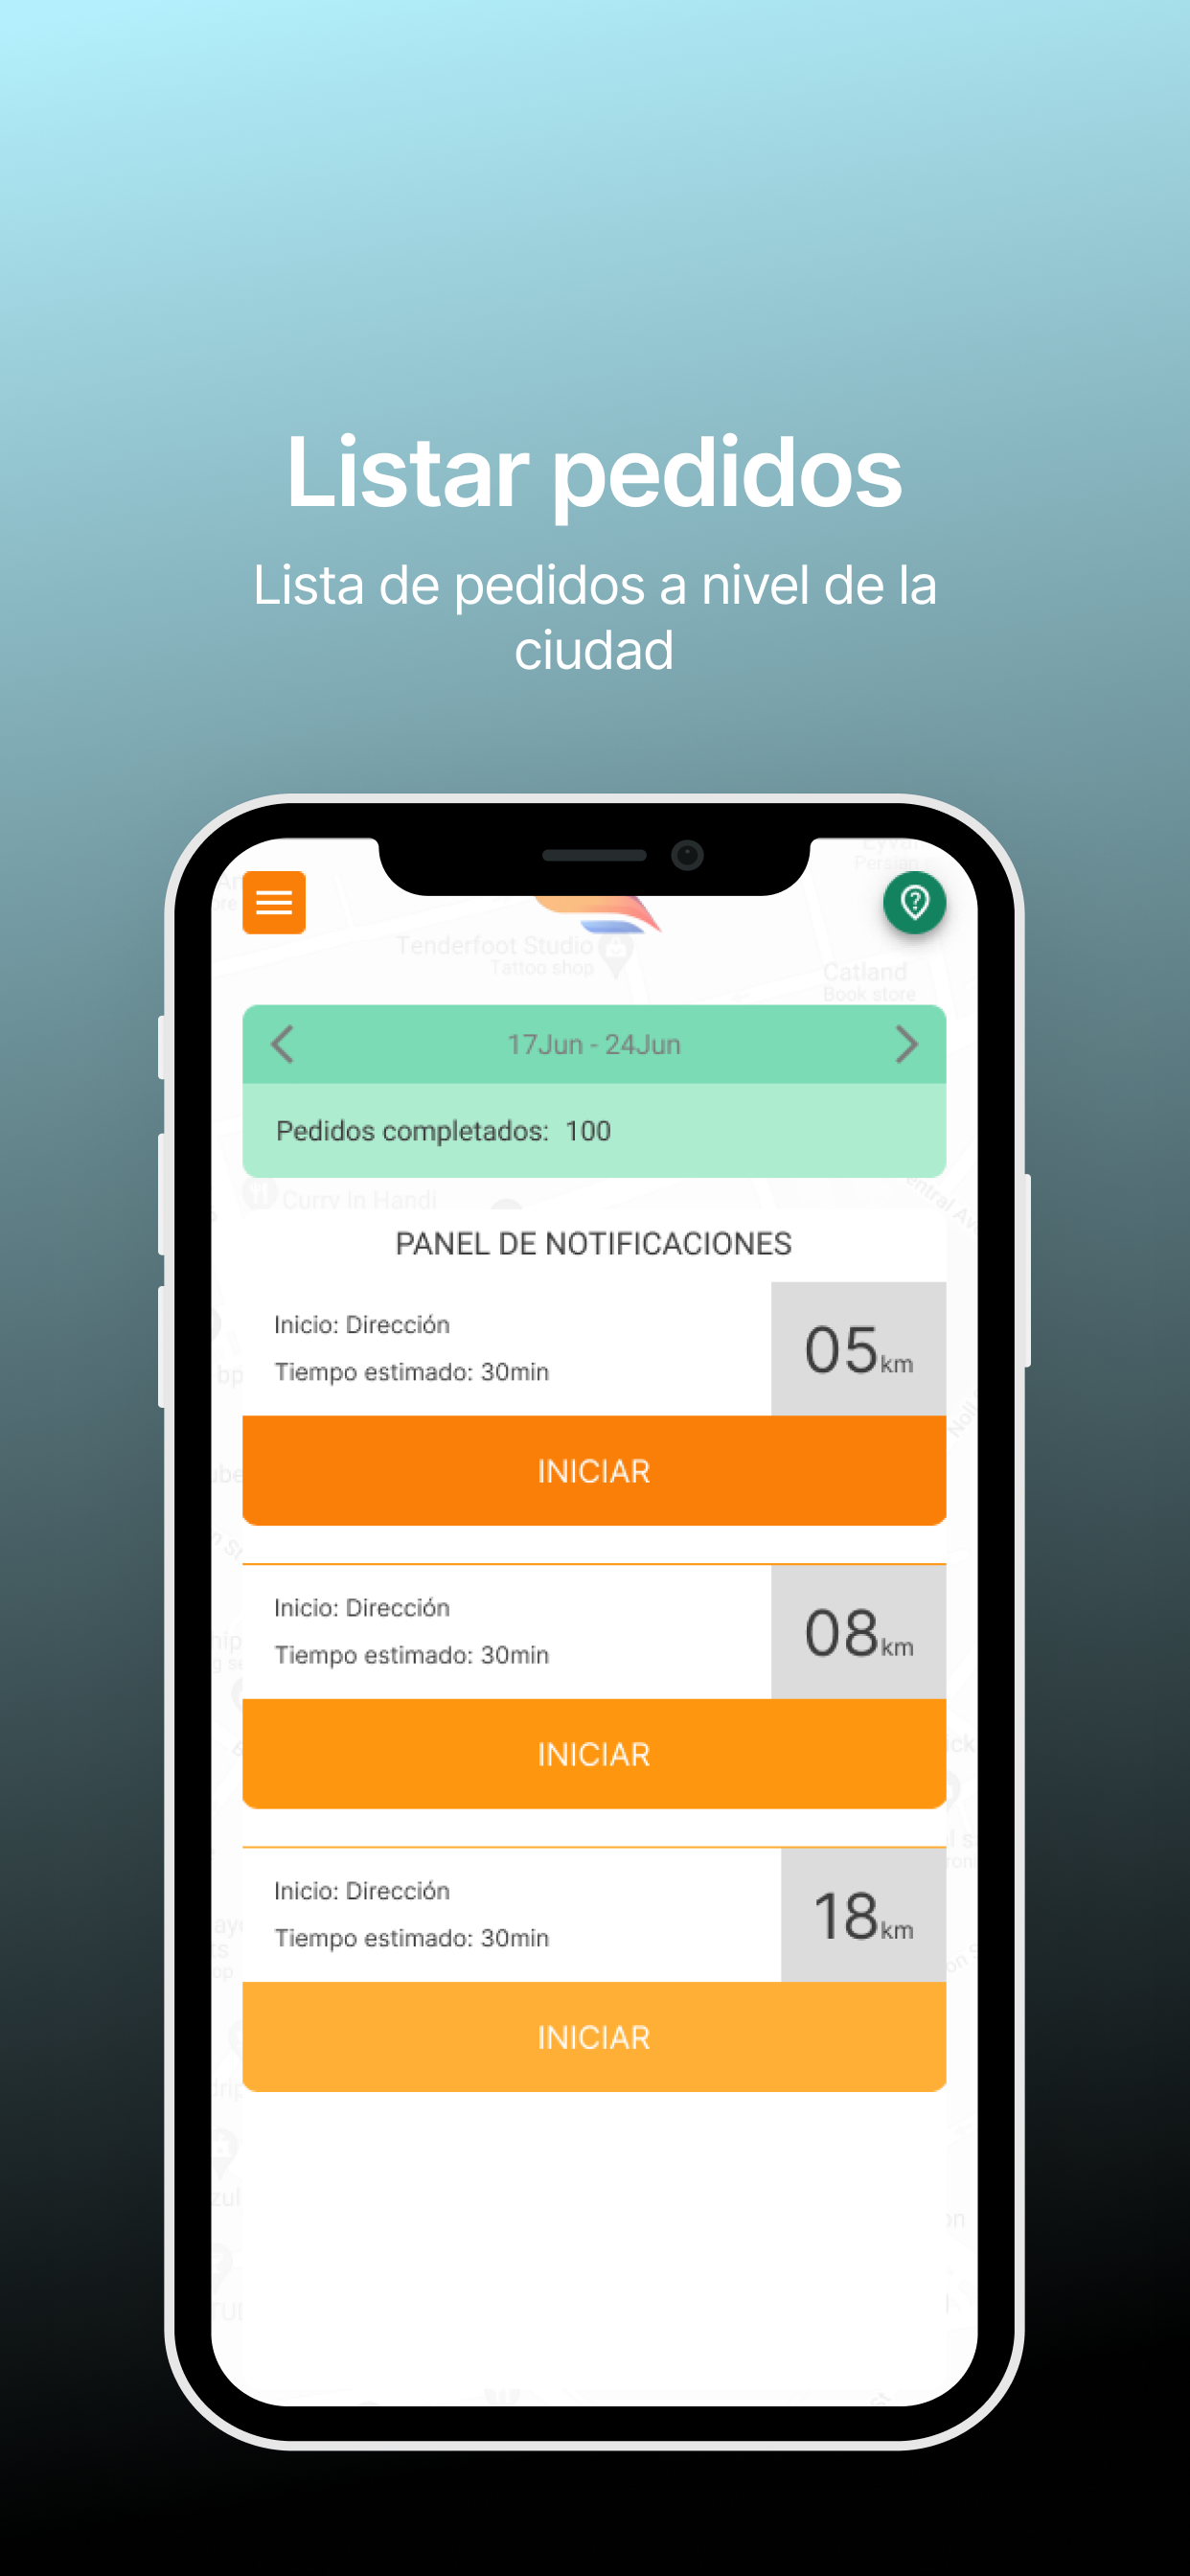 Listar pedidos
Lista de pedidos a nivel de la
ciudad
Persian
Tenderfoot Studio
Tattoo shop
Catland
Book store
17Jun - 24Jun
Pedidos completados: 100
Curry In Handi
PANEL DE NOTIFICACIONES
Inicio: Dirección
Tiempo estimado: 30min
05km
INICIAR
Inicio: Dirección
Tiempo estimado: 30min
08km
INICIAR
Inicio: Dirección
Tiempo estimado: 30min
18km
INICIAR